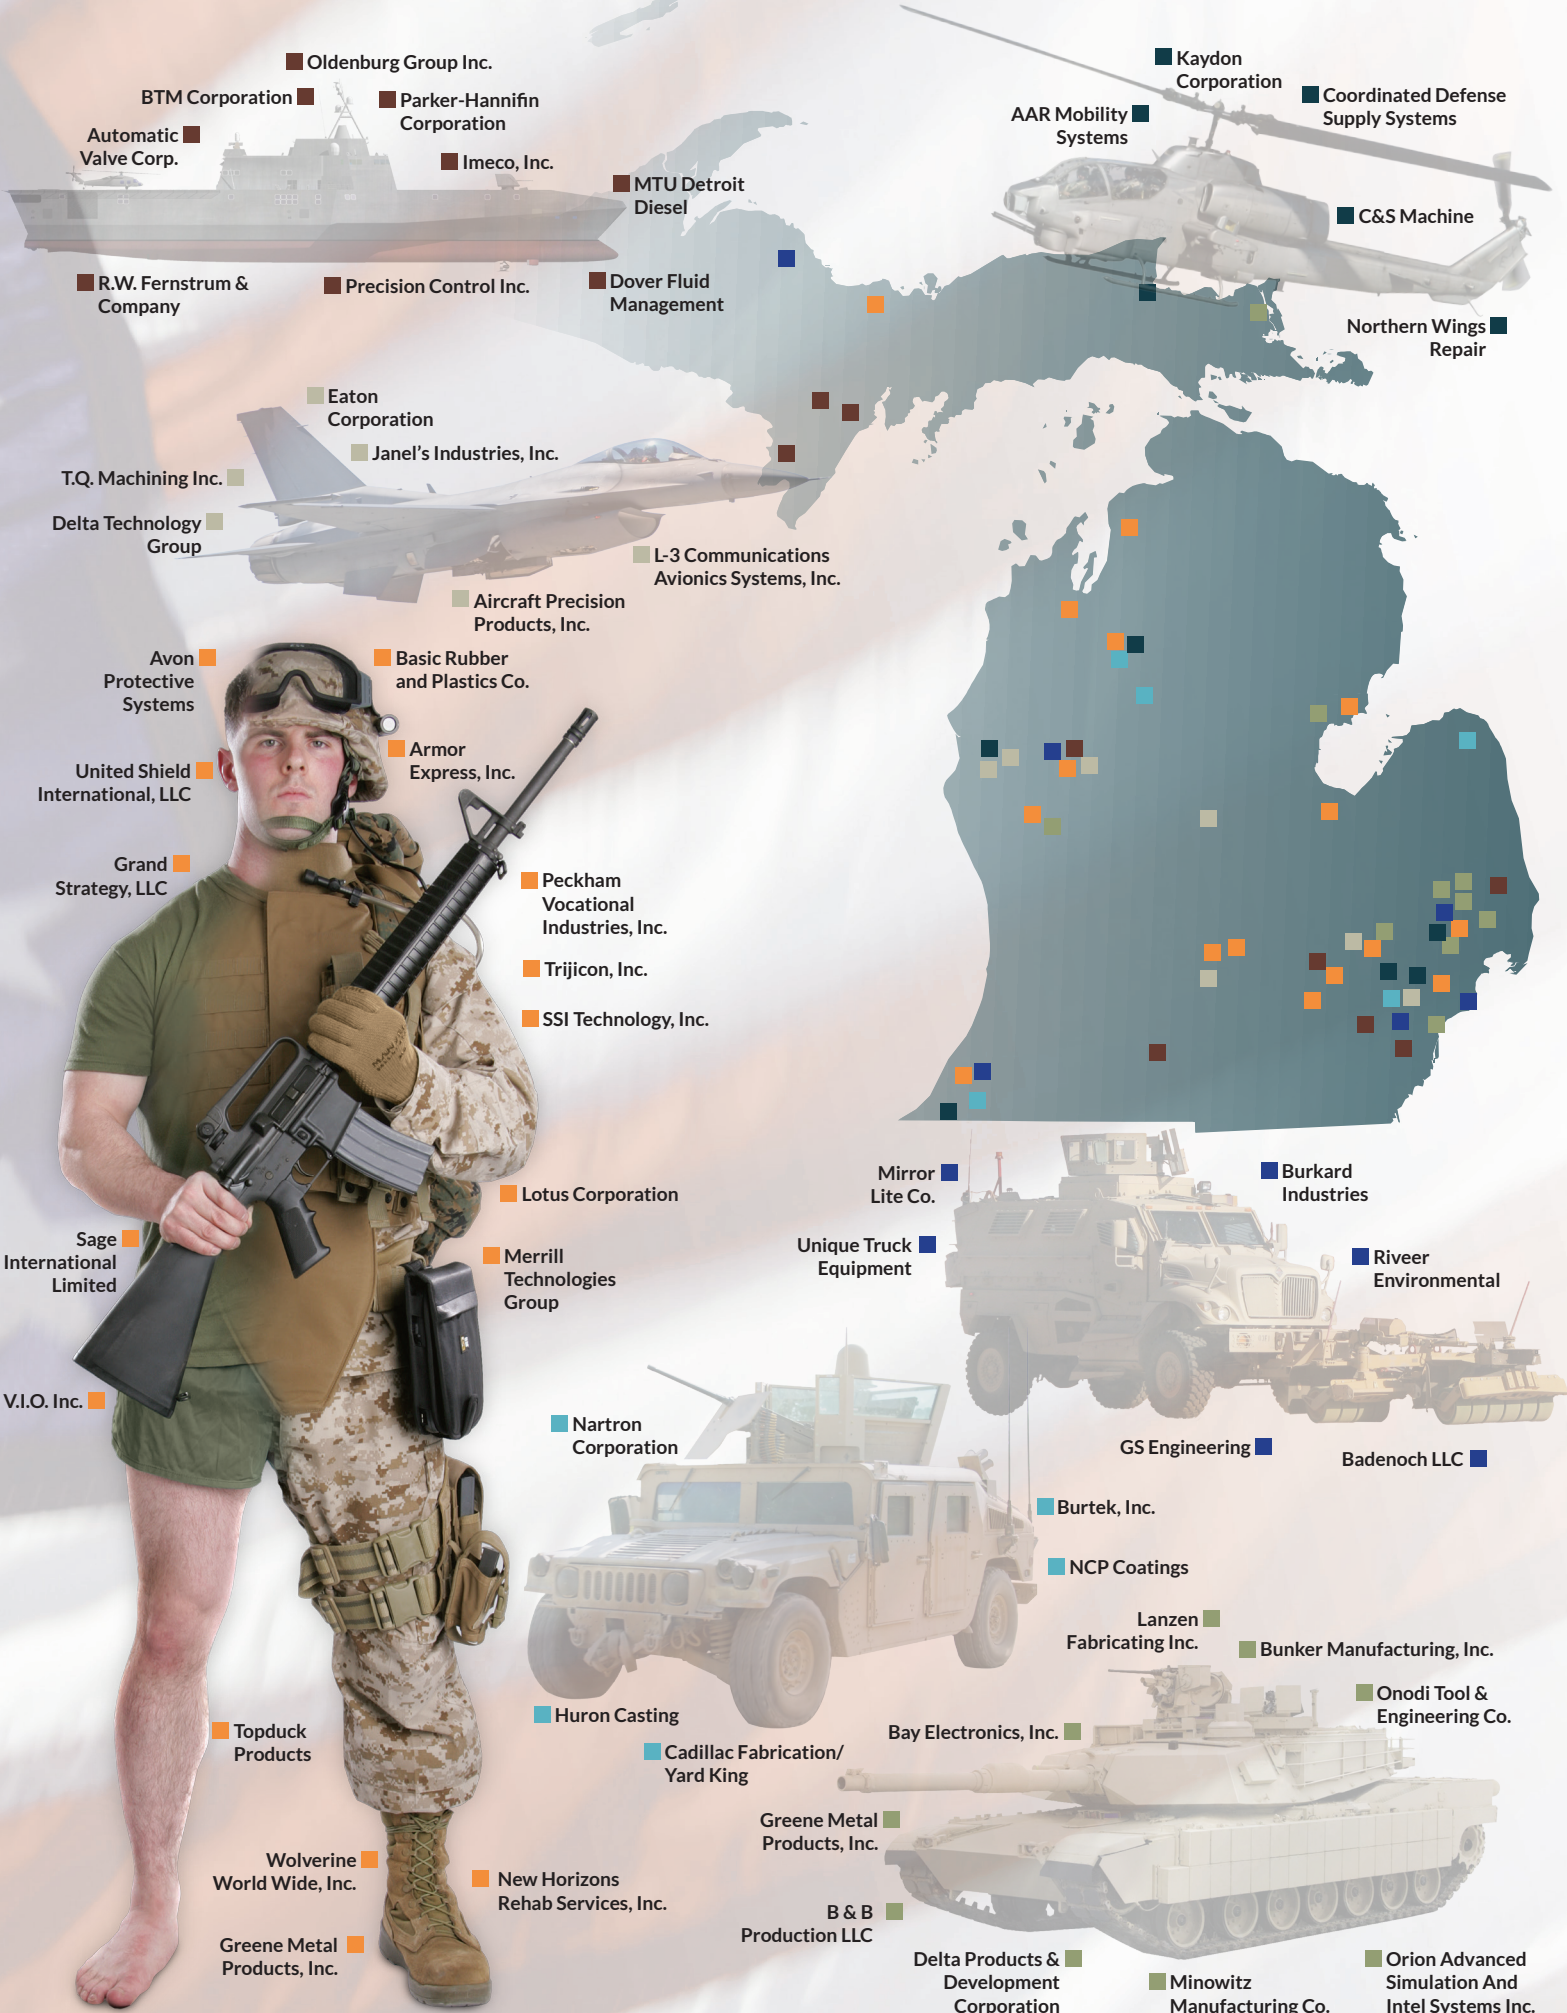 Oldenburg Group Inc.
BTM Corporation
Parker-Hannifin
Corporation
Automatic
Valve Corp.
Imeco, Inc.
MTU Detroit
Diesel
R.W. Fernstrum &
Company
Precision Control Inc.
Dover Fluid
Management
Kaydon
Corporation
Coordinated Defense
Supply Systems
AAR Mobility
Systems
C&S Machine
Northern Wings
Repair
Eaton
Corporation
Janel's Industries, Inc.
T.Q. Machining Inc.
Delta Technology
Group
L-3 Communications
Avionics Systems, Inc.
Aircraft Precision
Products, Inc.
Avon
Protective
Systems
Basic Rubber
and Plastics Co.
Armor
Express, Inc.
United Shield
International, LLC
Grand
Strategy, LLC
Peckham
Vocational
Industries, Inc.
Trijicon, Inc.
SSI Technology, Inc.
Lotus Corporation
Sage
International
Limited
Merrill
Technologies
Group
V.I.O. Inc.
Topduck
Products
Wolverine
World Wide, Inc.
New Horizons
Rehab Services, Inc.
Greene Metal
Products, Inc.
Mirror
Lite Co.
Burkard
Industries
Unique Truck
Equipment
Riveer
Environmental
GS Engineering
Badenoch LLC
Nartron
Corporation
Burtek, Inc.
NCP Coatings
Huron Casting
Cadillac Fabrication/
Yard King
Lanzen
Fabricating Inc.
Bunker Manufacturing, Inc.
Onodi Tool &
Engineering Co.
Bay Electronics, Inc.
Greene Metal
Products, Inc.
B & B
Production LLC
Delta Products &
Development
Corporation
Minowitz
Manufacturing Co.
Orion Advanced
Simulation And
Intel Systems Inc.